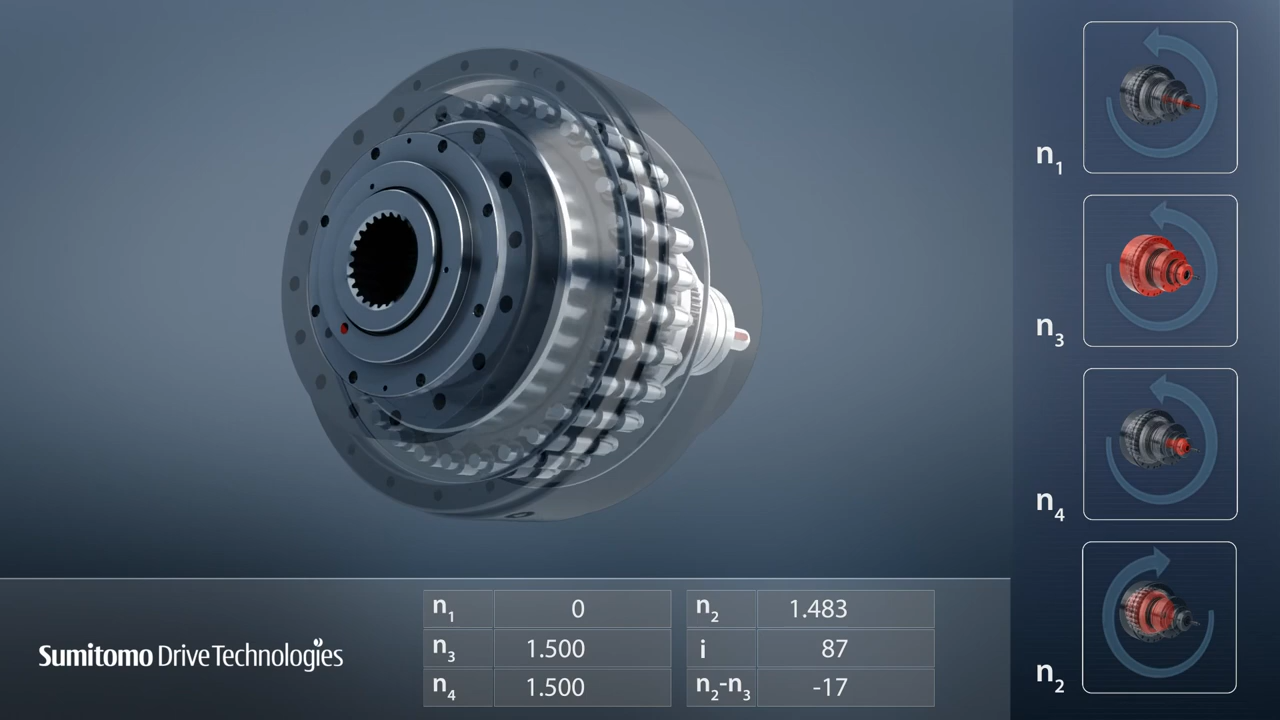 n1
n3
n4
n2
Sumitomo Drive Technologies
n1 0
n3 1.500
n4 1.500
n2 1.483
i 87
n2-n3 -17